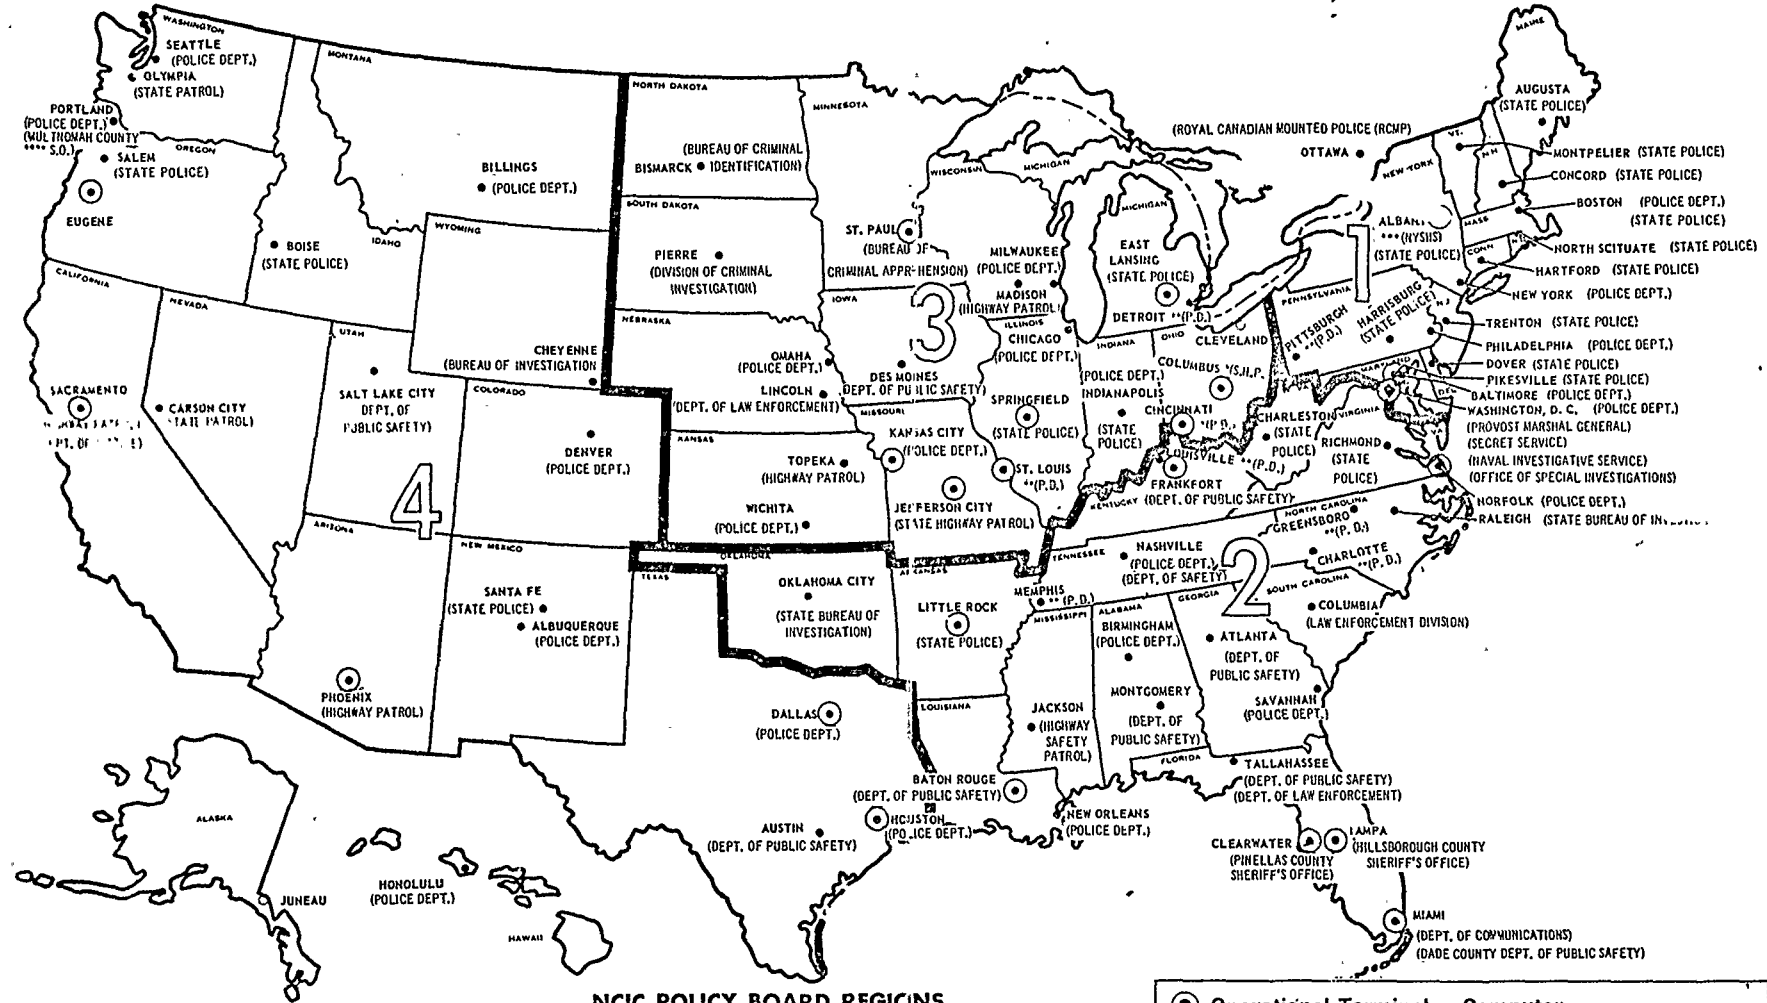 WASHINGTON
SEATTLE
(POLICE DEPT.)
OLYMPIA
(STATE PATROL)
PORTLAND
(POLICE DEPT.)
(MULTNOMAH COUNTY
**** S.O.)
OREGON
SALEM
(STATE POLICE)
EUGENE
MONTANA
BILLINGS
(POLICE DEPT.)
IDAHO
BOISE
(STATE POLICE)
WYOMING
CHEYENNE
(BUREAU OF INVESTIGATION
CALIFORNIA
SACRAMENTO
NEVADA
CARSON CITY
STATE PATROL)
UTAH
SALT LAKE CITY
DEPT. OF
PUBLIC SAFETY)
COLORADO
DENVER
(POLICE DEPT.)
4
ARIZONA
PHOENIX
(HIGHWAY PATROL)
NEW MEXICO
SANTA FE
(STATE POLICE)
ALBUQUERQUE
(POLICE DEPT.)
ALASKA
JUNEAU
HONOLULU
(POLICE DEPT.)
HAWAII
NORTH DAKOTA
(BUREAU OF CRIMINAL
BISMARCK IDENTIFICATION)
SOUTH DAKOTA
PIERRE
(DIVISION OF CRIMINAL
INVESTIGATION)
NEBRASKA
OMAHA
(POLICE DEPT.)
LINCOLN
(DEPT. OF LAW ENFORCEMENT)
KANSAS
TOPEKA
(HIGHWAY PATROL)
WICHITA
(POLICE DEPT.)
MINNESOTA
ST. PAUL
(BUREAU OF
CRIMINAL APPREHENSION)
IOWA
3
DES MOINES
DEPT. OF PUBLIC SAFETY)
MISSOURI
KANSAS CITY
(POLICE DEPT.)
JEFFERSON CITY
(STATE HIGHWAY PATROL)
ST. LOUIS
**(P.D.)
WISCONSIN
MILWAUKEE
(POLICE DEPT.)
MADISON
(HIGHWAY PATROL)
ILLINOIS
CHICAGO
(POLICE DEPT.)
SPRINGFIELD
(STATE POLICE)
MICHIGAN
MICHIGAN
EAST
LANSING
(STATE POLICE)
DETROIT **(P.D.)
INDIANA
(POLICE DEPT.)
INDIANAPOLIS
(STATE
POLICE)
OHIO
CLEVELAND
COLUMBUS
CINCINNATI
KENTUCKY
LOUISVILLE **(P.D.)
FRANKFORT
(DEPT. OF PUBLIC SAFETY)
OKLAHOMA
OKLAHOMA CITY
(STATE BUREAU OF
INVESTIGATION)
TEXAS
DALLAS
(POLICE DEPT.)
AUSTIN
(DEPT. OF PUBLIC SAFETY)
HOUSTON
(POLICE DEPT.)
ARKANSAS
LITTLE ROCK
(STATE POLICE)
LOUISIANA
BATON ROUGE
(DEPT. OF PUBLIC SAFETY)
NEW ORLEANS
(POLICE DEPT.)
TENNESSEE
NASHVILLE
(POLICE DEPT.)
(DEPT. OF SAFETY)
MEMPHIS
**(P.D.)
MISSISSIPPI
JACKSON
(HIGHWAY
SAFETY
PATROL)
ALABAMA
BIRMINGHAM
(POLICE DEPT.)
MONTGOMERY
(DEPT. OF
PUBLIC SAFETY)
GEORGIA
2
ATLANTA
(DEPT. OF
PUBLIC SAFETY)
SAVANNAH
(POLICE DEPT.)
FLORIDA
TALLAHASSEE
(DEPT. OF PUBLIC SAFETY)
(DEPT. OF LAW ENFORCEMENT)
CLEARWATER
(PINELLAS COUNTY
SHERIFF'S OFFICE)
TAMPA
(HILLSBOROUGH COUNTY
SHERIFF'S OFFICE)
MIAMI
(DEPT. OF COMMUNICATIONS)
(DADE COUNTY DEPT. OF PUBLIC SAFETY)
SOUTH CAROLINA
COLUMBIA
(LAW ENFORCEMENT DIVISION)
NORTH CAROLINA
GREENSBORO
**(P.D.)
CHARLOTTE
**(P.D.)
RALEIGH (STATE BUREAU OF
NORFOLK (POLICE DEPT.)
CHARLESTON
(STATE
POLICE)
VIRGINIA
VA
RICHMOND
(STATE
POLICE)
(ROYAL CANADIAN MOUNTED POLICE (RCMP)
OTTAWA
NEW YORK
ALBANY
***(NYSIIS)
(STATE POLICE)
1
PENNSYLVANIA
PITTSBURGH
**(P.D.)
HARRISBURG
(STATE POLICE)
N J
MARYLAND
DEL
MAINE
AUGUSTA
(STATE POLICE)
VT.
N H
MASS
CONN
MONTPELIER (STATE POLICE)
CONCORD (STATE POLICE)
BOSTON (POLICE DEPT.)
(STATE POLICE)
NORTH SCITUATE (STATE POLICE)
HARTFORD (STATE POLICE)
NEW YORK (POLICE DEPT.)
TRENTON (STATE POLICE)
PHILADELPHIA (POLICE DEPT.)
DOVER (STATE POLICE)
PIKESVILLE (STATE POLICE)
BALTIMORE (POLICE DEPT.)
WASHINGTON, D. C. (POLICE DEPT.)
(PROVOST MARSHAL GENERAL)
(SECRET SERVICE)
(NAVAL INVESTIGATIVE SERVICE)
(OFFICE OF SPECIAL INVESTIGATIONS)
NCIC POLICY BOARD REGIONS
Operational Terminal - Computer